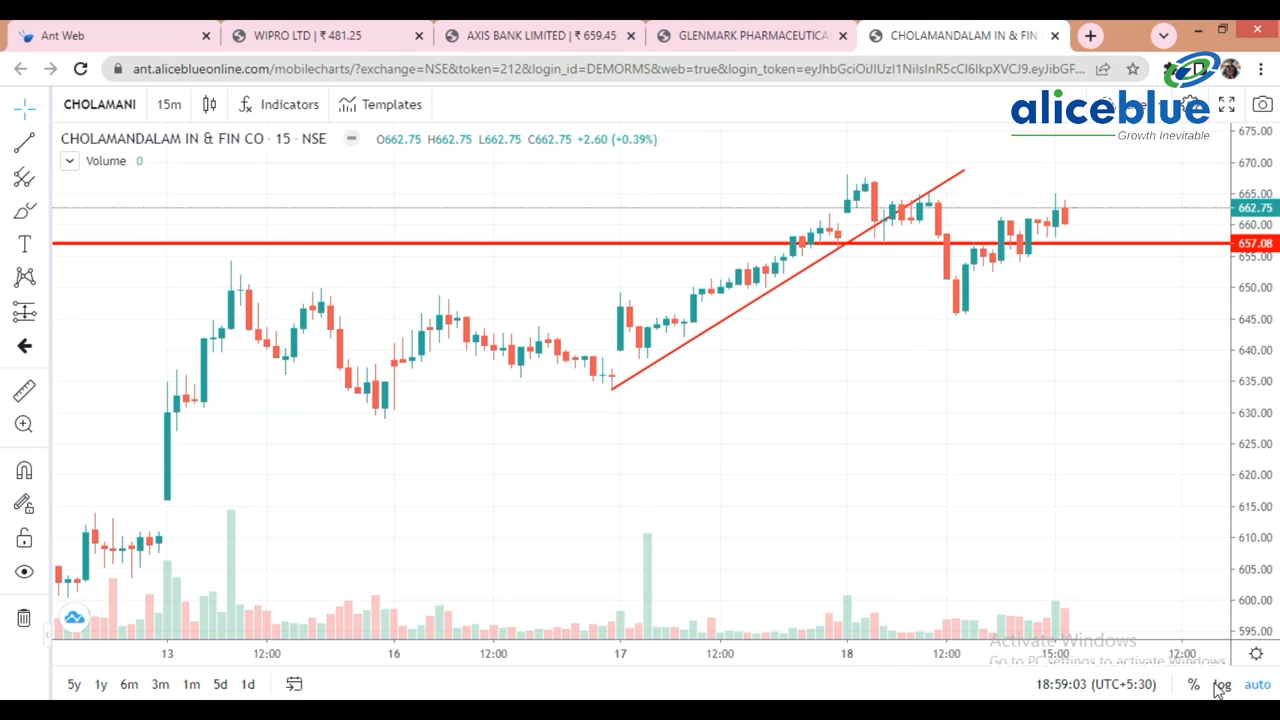 Ant Web
WIPRO LTD | ₹ 481.25
AXIS BANK LIMITED | ₹ 659.45
GLENMARK PHARMACEUTICA
CHOLAMANDALAM IN & FIN
ant.aliceblueonline.com/mobilecharts/?exchange=NSE&token=212&login_id=DEMORMS&web=true&login_token=eyJhbGciOiJIUzI1NiIsInR5cCI6IkpXVCJ9.eyJibGF...
CHOLAMANI
15m
Indicators
Templates
aliceblue
Growth Inevitable
CHOLAMANDALAM IN & FIN CO · 15 · NSE
O662.75 H662.75 L662.75 C662.75 +2.60 (+0.39%)
Volume 0
675.00
670.00
665.00
662.75
660.00
657.08
655.00
650.00
645.00
640.00
635.00
630.00
625.00
620.00
615.00
610.00
605.00
600.00
595.00
Activate Windows
Go to PC settings to activate Windows.
13 12:00 16 12:00 17 12:00 18 12:00 15:00 12:00
5y 1y 6m 3m 1m 5d 1d
18:59:03 (UTC+5:30)
% log auto